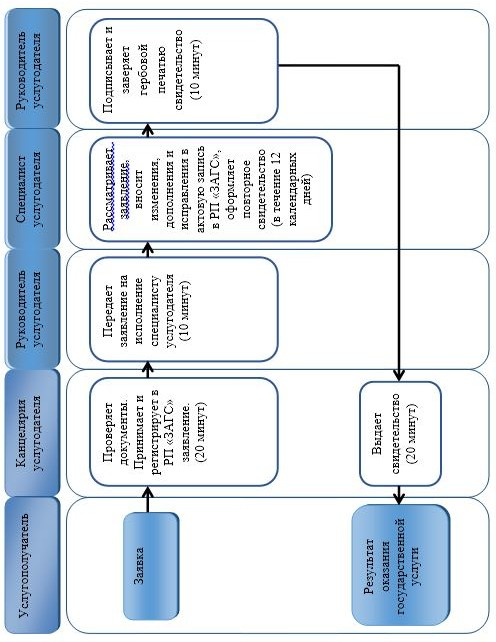 Услугополучатель
Канцелярия
услугодателя
Руководитель
услугодателя
Специалист
услугодателя
Руководитель
услугодателя
Заявка
Проверяет
документы.
Принимает и
регистрирует в
РП «ЗАГС»
заявление.
(20 минут)
Передает
заявление на
исполнение
специалисту
услугодателя
(10 минут)
Рассматривает
заявление,
вносит
изменения,
дополнения и
исправления в
актовую запись
в РП «ЗАГС»,
оформляет
повторное
свидетельство
(в течение 12
календарных
дней)
Подписывает и
заверяет
гербовой
печатью
свидетельство
(10 минут)
Выдает
свидетельство
(20 минут)
Результат
оказания
государственной
услуги